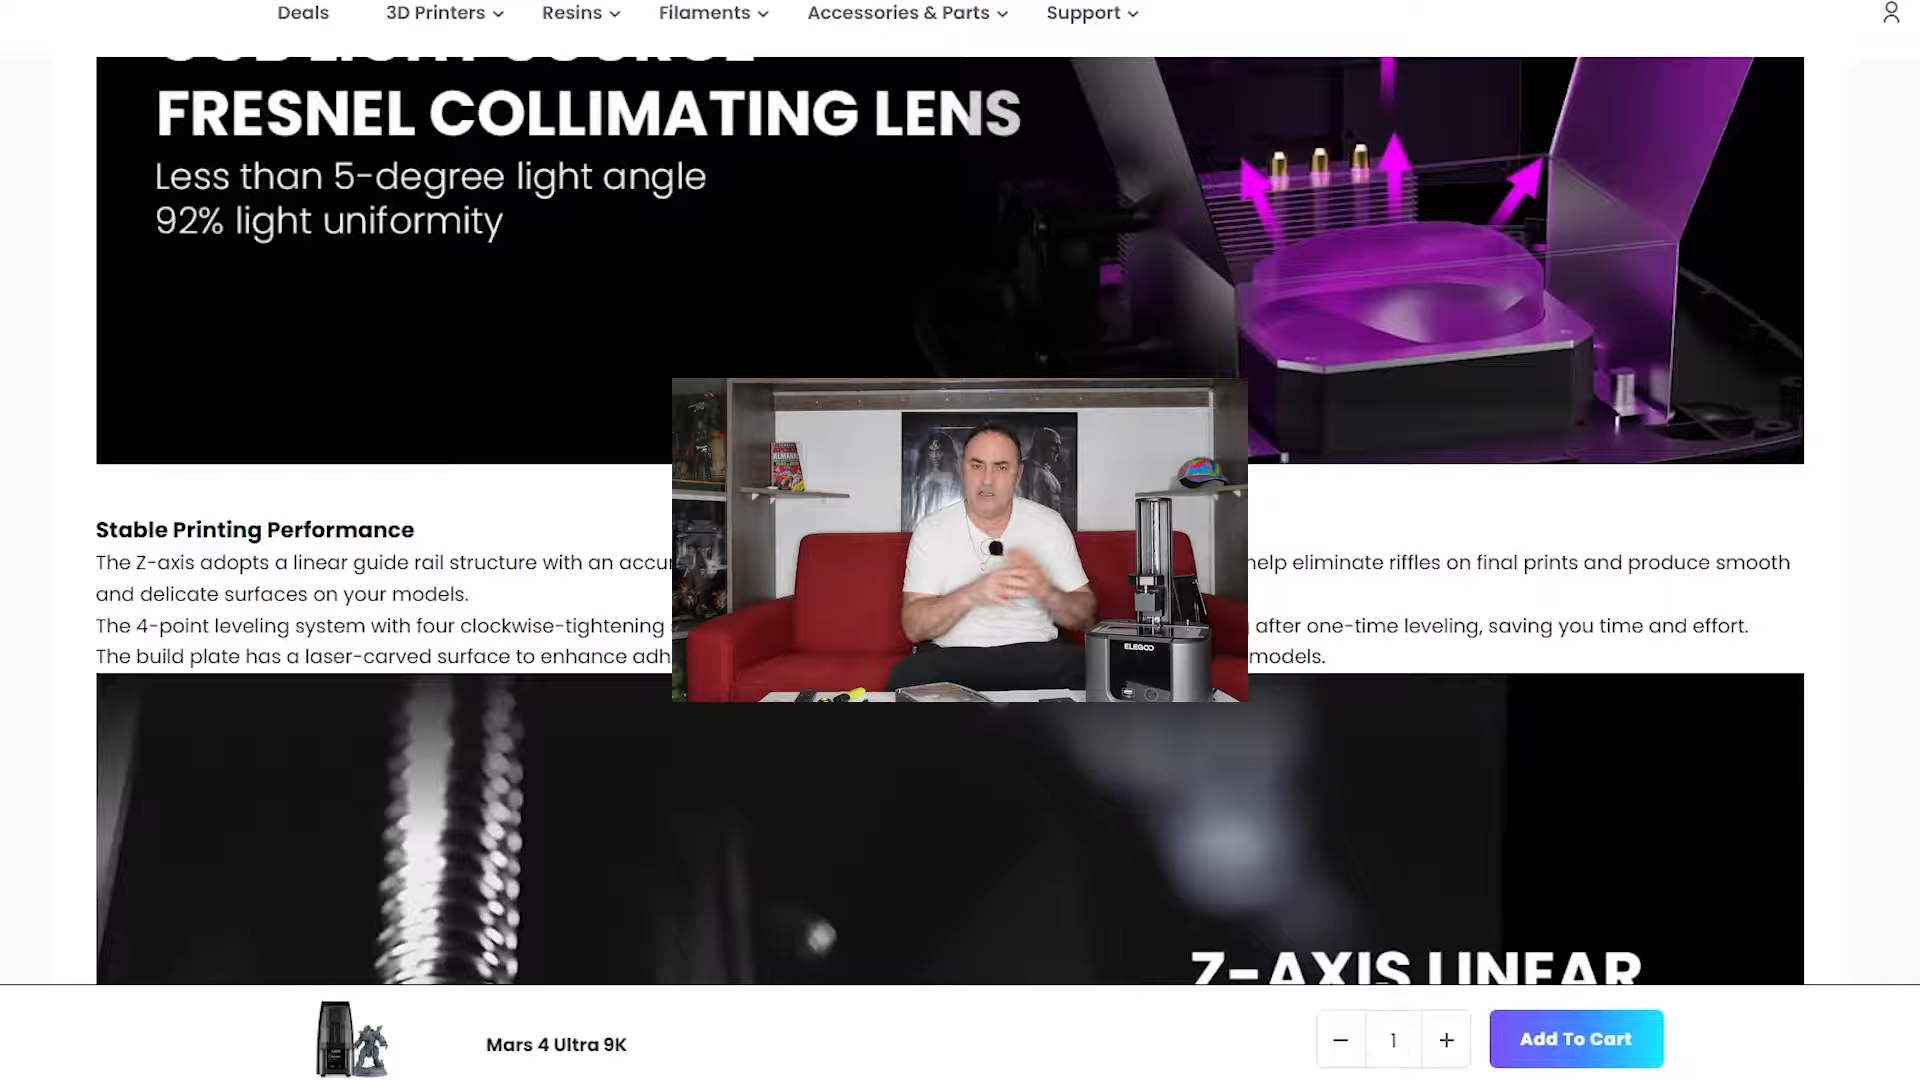 Deals 3D Printers Resins Filaments Accessories & Parts Support
FRESNEL COLLIMATING LENS
Less than 5-degree light angle
92% light uniformity
Stable Printing Performance
The Z-axis adopts a linear guide rail structure with an help eliminate riffles on final prints and produce smooth
and delicate surfaces on your models.
The 4-point leveling system with four clockwise-tightening after one-time leveling, saving you time and effort.
The build plate has a laser-carved surface to enhance models.
ALMANAC
ELEGOO
Z-AXIS LINEAR
Mars 4 Ultra 9K
− 1 +
Add To Cart